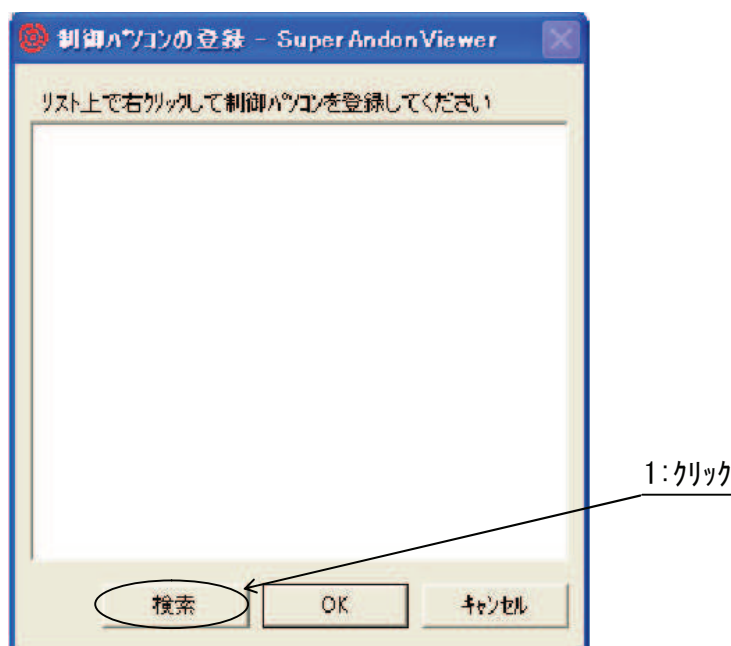 制御ﾊﾟｿｺﾝの登録 - Super Andon Viewer
ﾘｽﾄ上で右ｸﾘｯｸして制御ﾊﾟｿｺﾝを登録してください
1:ｸﾘｯｸ
検索 OK ｷｬﾝｾﾙ